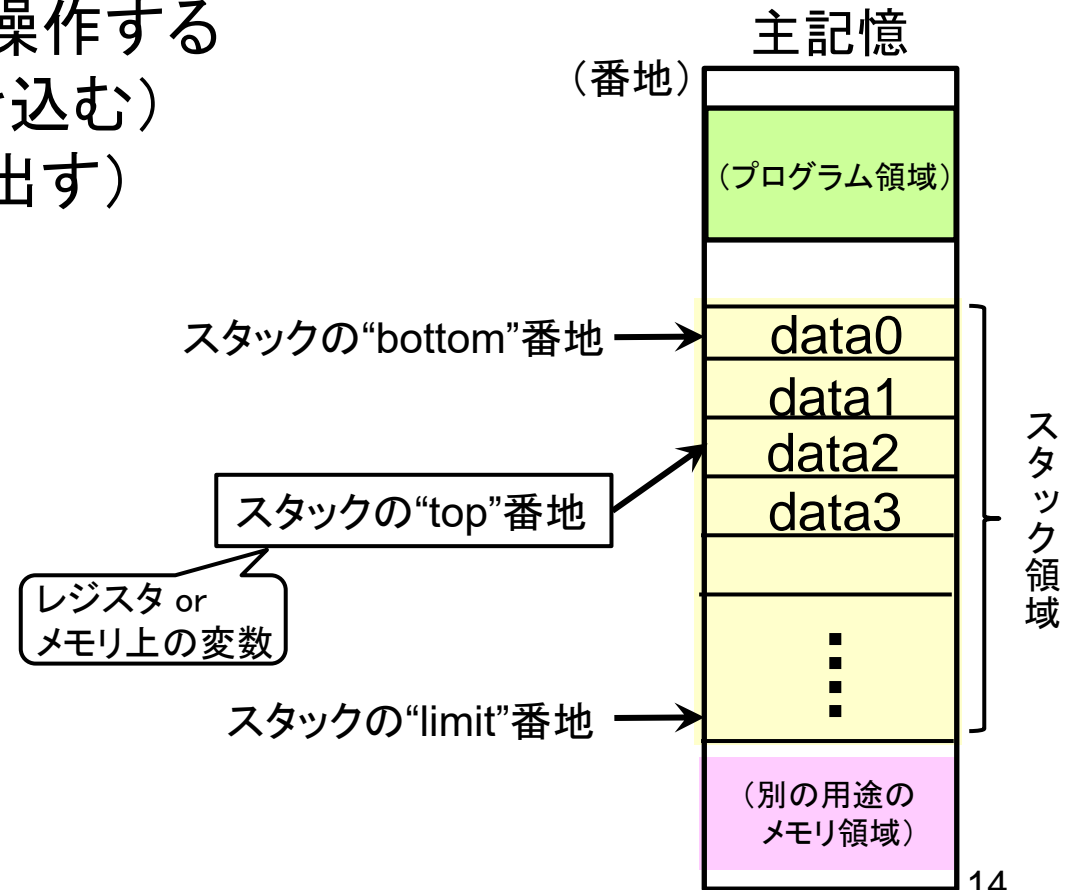 操作する
込む）
出す）
主記憶
（番地）
（プログラム領域）
スタックの“bottom”番地
data0
data1
data2
data3
スタックの“top”番地
レジスタ or
メモリ上の変数
スタックの“limit”番地
スタック領域
（別の用途の
メモリ領域）
14